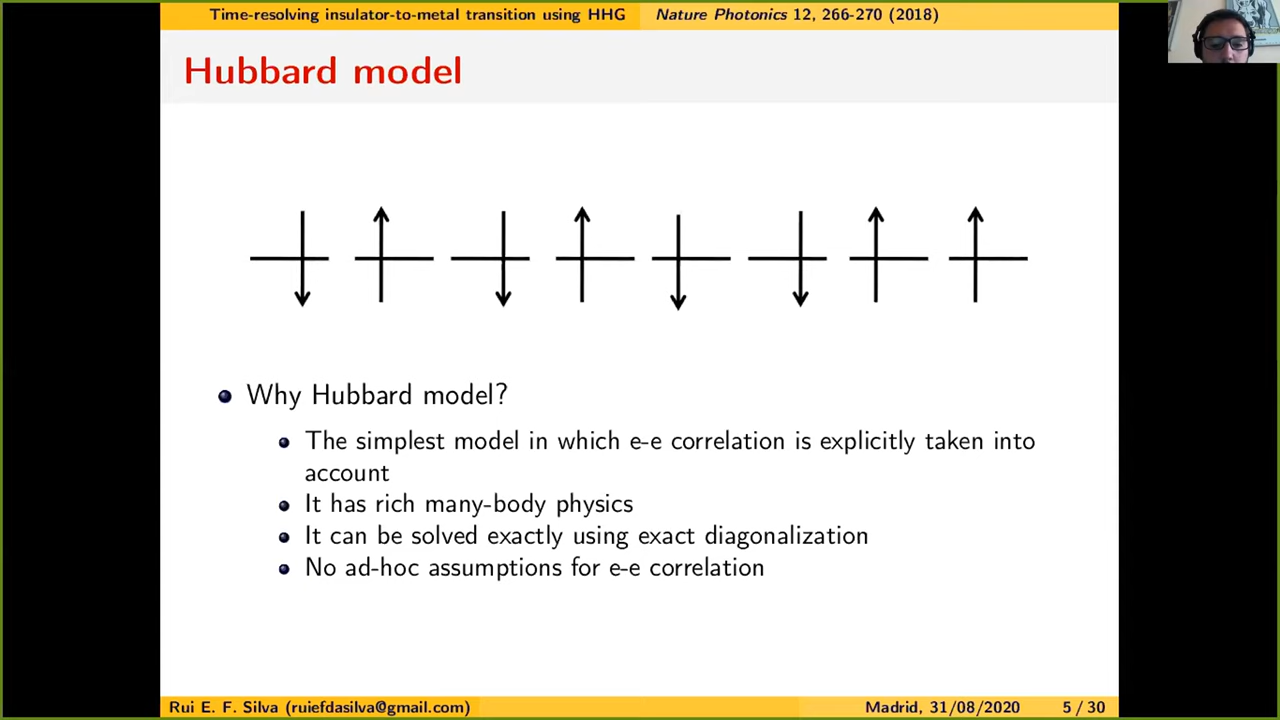 Time-resolving insulator-to-metal transition using HHG Nature Photonics 12, 266-270 (2018)
Hubbard model
Why Hubbard model?
The simplest model in which e-e correlation is explicitly taken into
account
It has rich many-body physics
It can be solved exactly using exact diagonalization
No ad-hoc assumptions for e-e correlation
Rui E. F. Silva (ruiefdasilva@gmail.com) Madrid, 31/08/2020 5 / 30